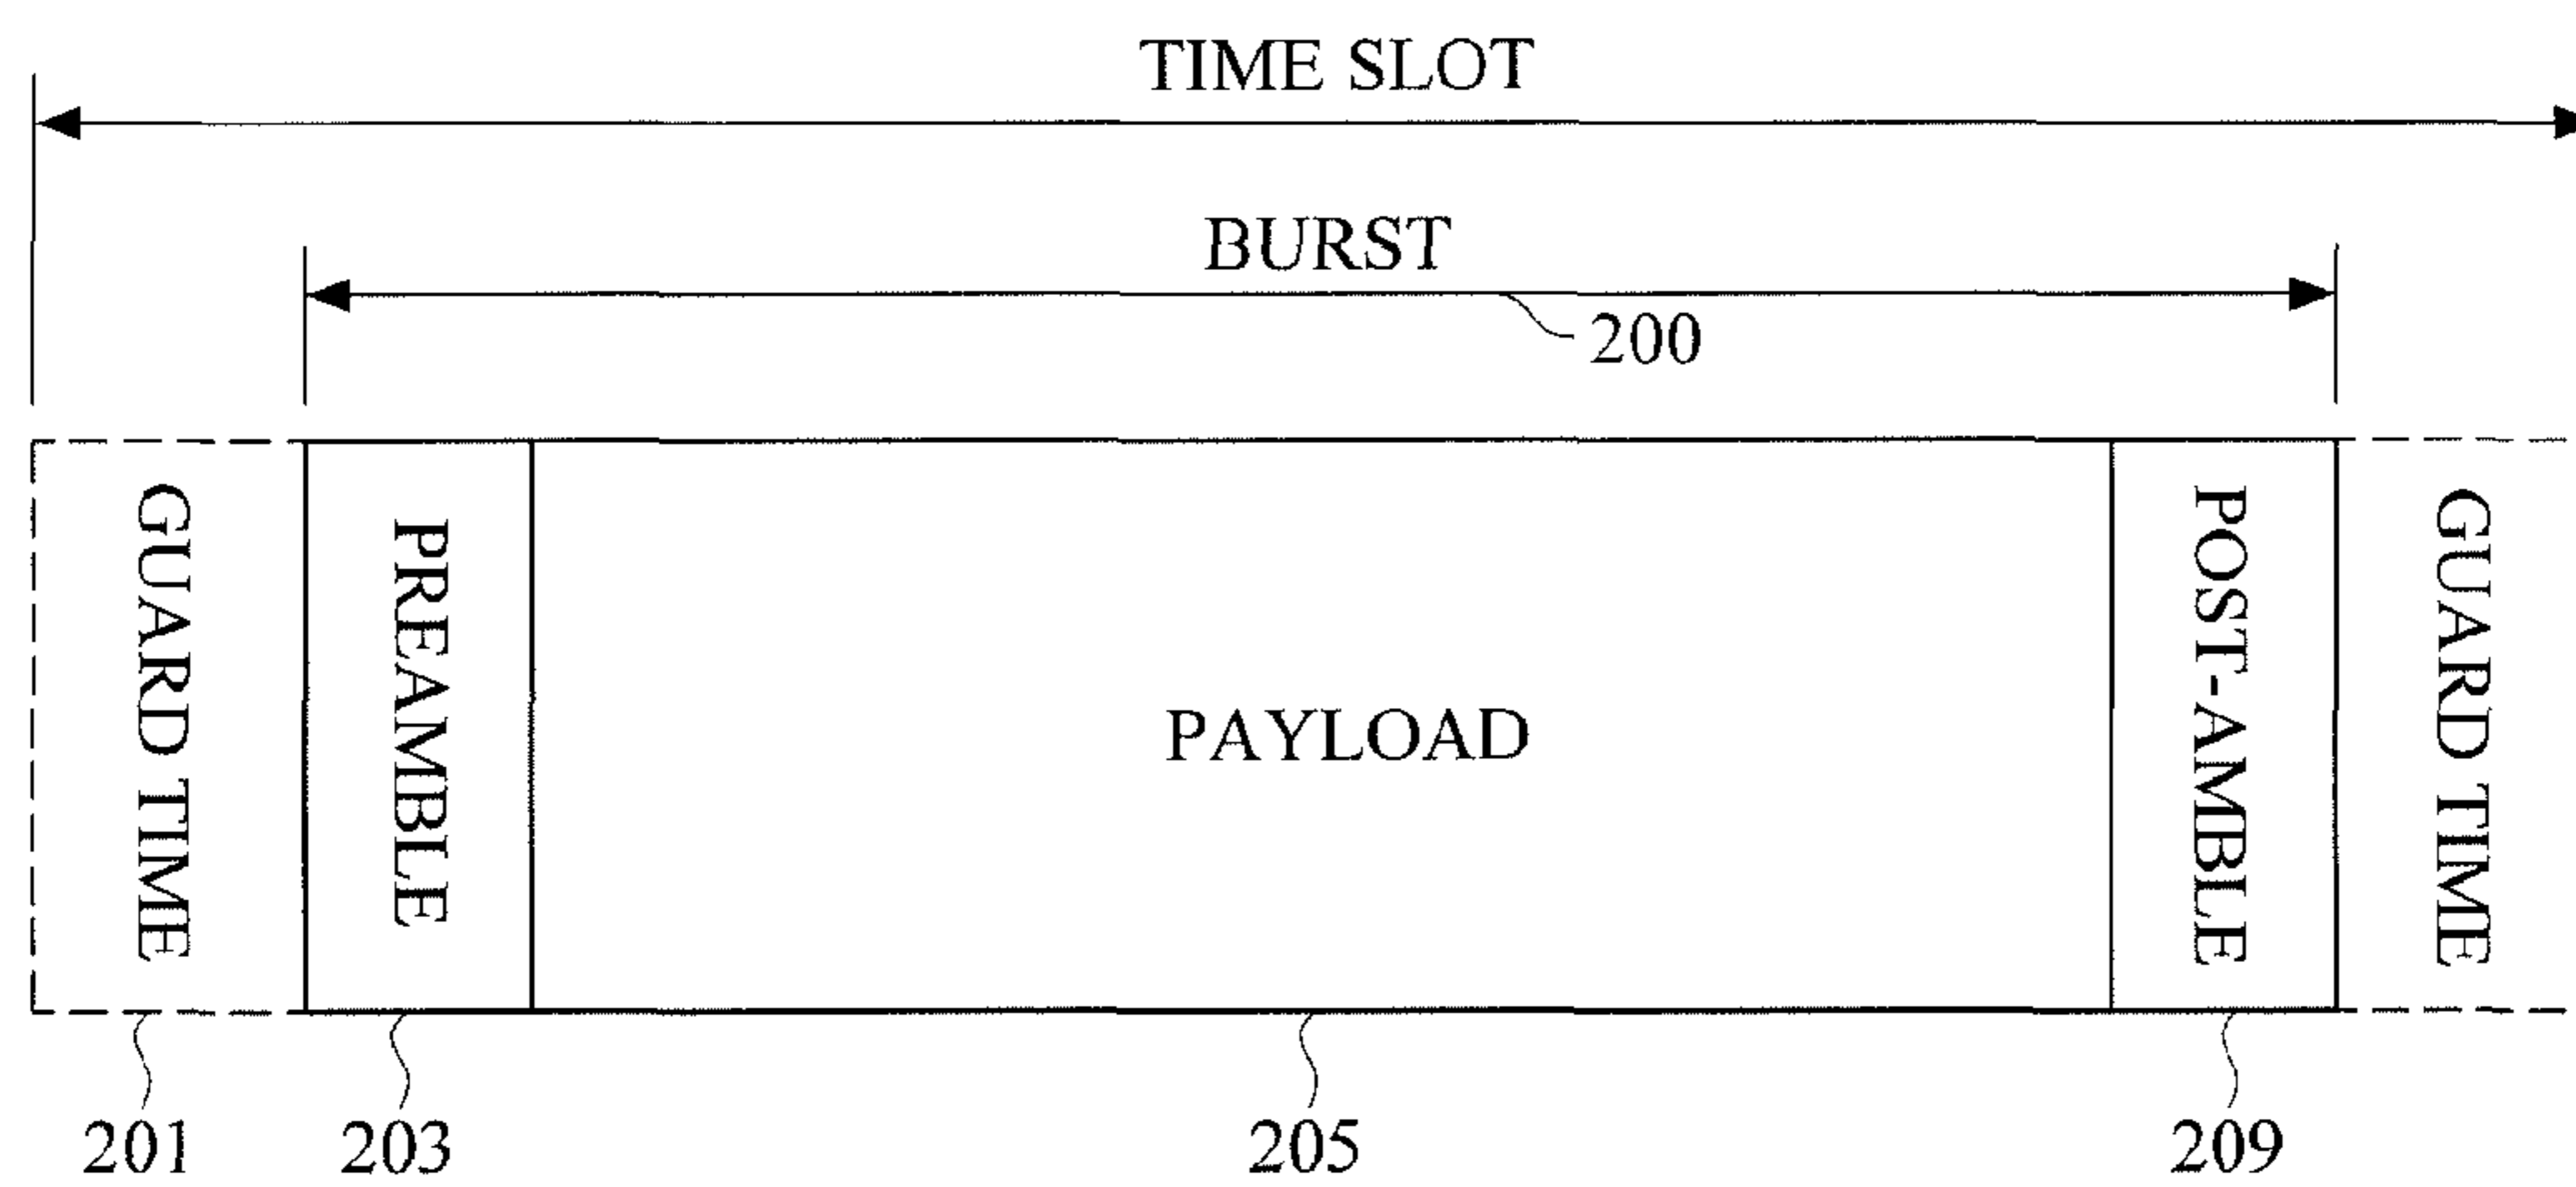 TIME SLOT
BURST
200
GUARD TIME
PREAMBLE
PAYLOAD
POST-AMBLE
GUARD TIME
201
203
205
209